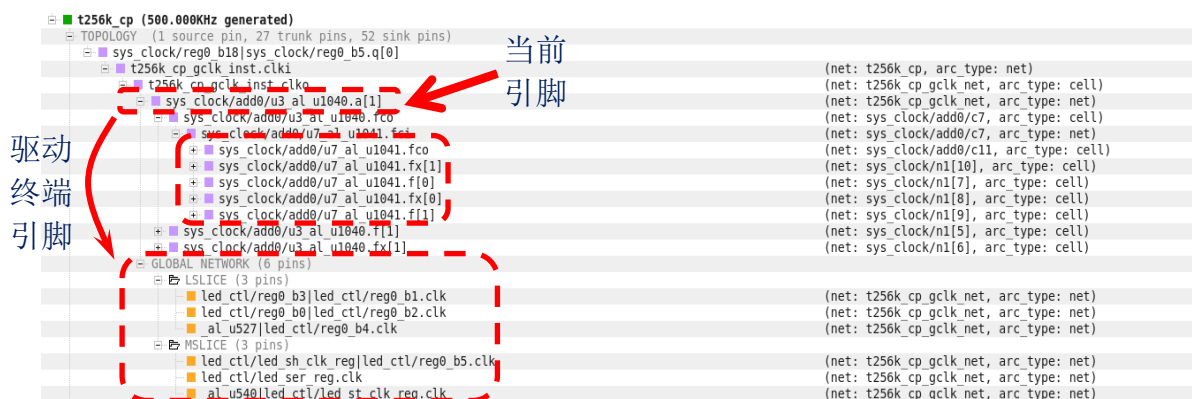 t256k_cp (500.000KHz generated)
TOPOLOGY (1 source pin, 27 trunk pins, 52 sink pins)
sys_clock/reg0_b18|sys_clock/reg0_b5.q[0]
t256k_cp_gclk_inst.clki (net: t256k_cp, arc_type: net)
t256k_cp_gclk_inst.clko (net: t256k_cp_gclk_net, arc_type: cell)
sys_clock/add0/u3_al_u1040.a[1] (net: t256k_cp_gclk_net, arc_type: net)
sys_clock/add0/u3_al_u1040.fco (net: sys_clock/add0/c7, arc_type: cell)
sys_clock/add0/u7_al_u1041.fci (net: sys_clock/add0/c7, arc_type: net)
sys_clock/add0/u7_al_u1041.fco (net: sys_clock/add0/c11, arc_type: cell)
sys_clock/add0/u7_al_u1041.fx[1] (net: sys_clock/n1[10], arc_type: cell)
sys_clock/add0/u7_al_u1041.f[0] (net: sys_clock/n1[7], arc_type: cell)
sys_clock/add0/u7_al_u1041.fx[0] (net: sys_clock/n1[8], arc_type: cell)
sys_clock/add0/u7_al_u1041.f[1] (net: sys_clock/n1[9], arc_type: cell)
sys_clock/add0/u3_al_u1040.f[1] (net: sys_clock/n1[5], arc_type: cell)
sys_clock/add0/u3_al_u1040.fx[1] (net: sys_clock/n1[6], arc_type: cell)
GLOBAL NETWORK (6 pins)
LSLICE (3 pins)
led_ctl/reg0_b3|led_ctl/reg0_b1.clk (net: t256k_cp_gclk_net, arc_type: net)
led_ctl/reg0_b0|led_ctl/reg0_b2.clk (net: t256k_cp_gclk_net, arc_type: net)
_al_u527|led_ctl/reg0_b4.clk (net: t256k_cp_gclk_net, arc_type: net)
MSLICE (3 pins)
led_ctl/led_sh_clk_reg|led_ctl/reg0_b5.clk (net: t256k_cp_gclk_net, arc_type: net)
led_ctl/led_ser_reg.clk (net: t256k_cp_gclk_net, arc_type: net)
_al_u540|led_ctl/led_st_clk_reg.clk (net: t256k_cp_gclk_net, arc_type: net)
当前
引脚
驱动
终端
引脚